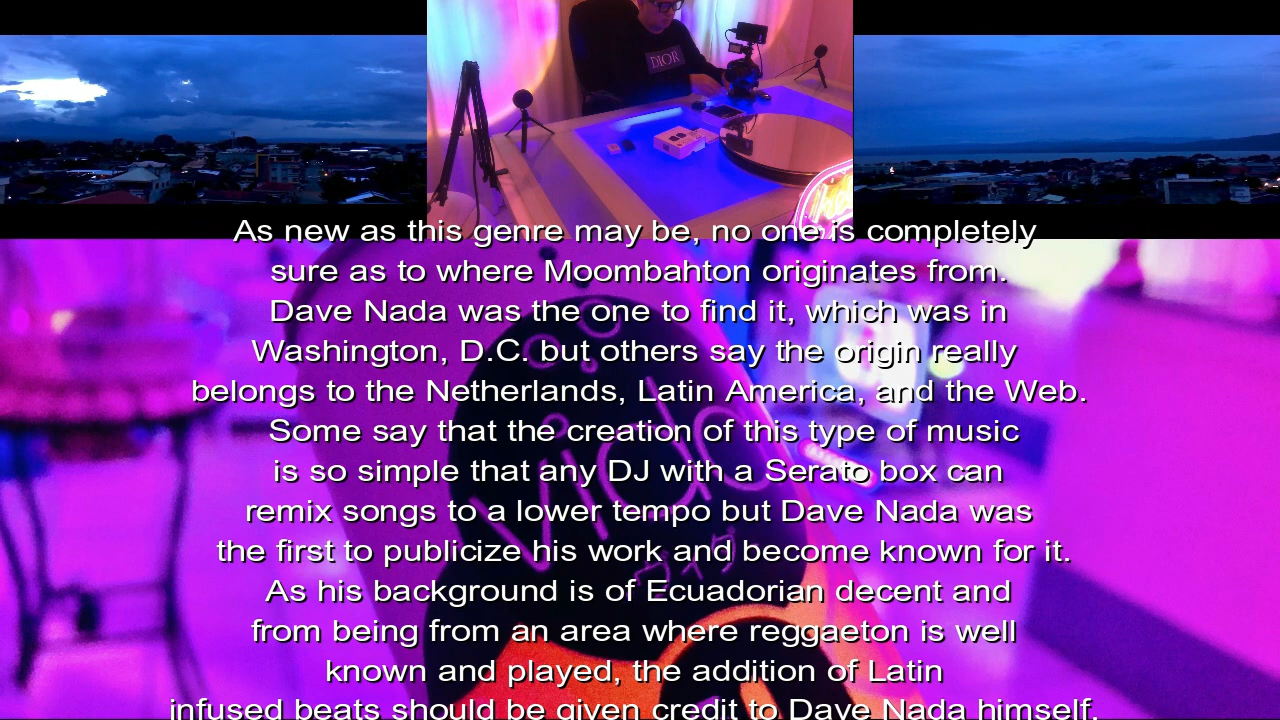 DIOR
As new as this genre may be, no one is completely
sure as to where Moombahton originates from.
Dave Nada was the one to find it, which was in
Washington, D.C. but others say the origin really
belongs to the Netherlands, Latin America, and the Web.
Some say that the creation of this type of music
is so simple that any DJ with a Serato box can
remix songs to a lower tempo but Dave Nada was
the first to publicize his work and become known for it.
As his background is of Ecuadorian decent and
from being from an area where reggaeton is well
known and played, the addition of Latin
infused beats should be given credit to Dave Nada himself.
Vida